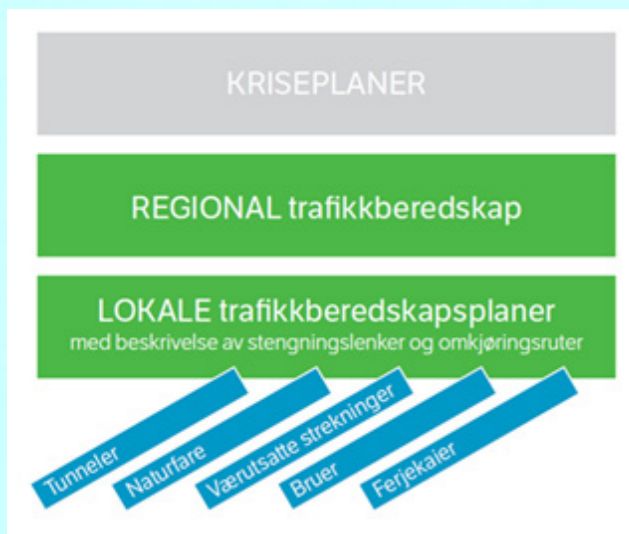 KRISEPLANER
REGIONAL trafikkberedskap
LOKALE trafikkberedskapsplaner
med beskrivelse av stengningslenker og omkjøringsruter
Tunneler
Naturfare
Værutsatte strekninger
Bruer
Ferjekaier